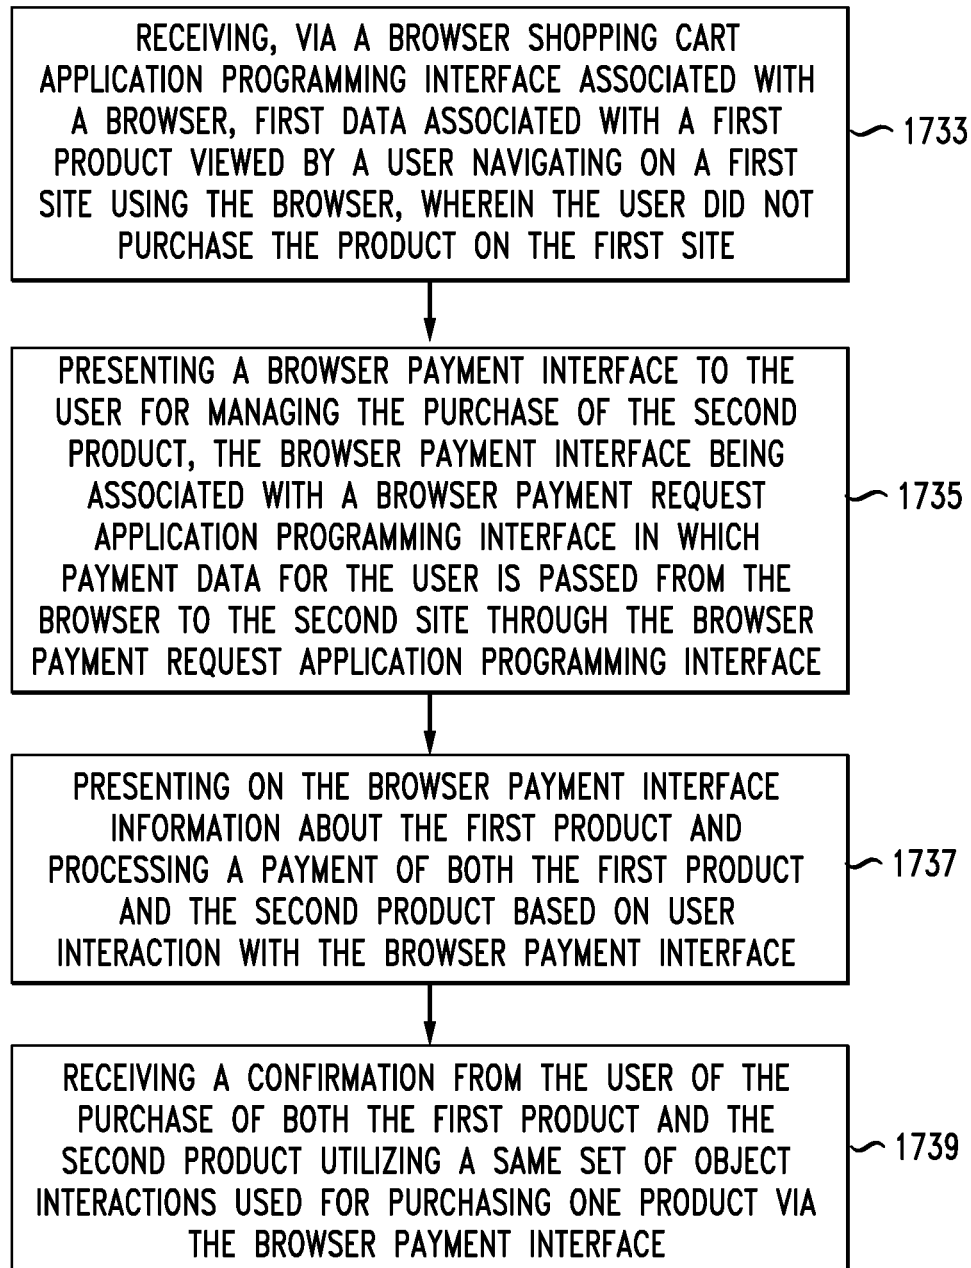 RECEIVING, VIA A BROWSER SHOPPING CART
APPLICATION PROGRAMMING INTERFACE ASSOCIATED WITH
A BROWSER, FIRST DATA ASSOCIATED WITH A FIRST
PRODUCT VIEWED BY A USER NAVIGATING ON A FIRST
SITE USING THE BROWSER, WHEREIN THE USER DID NOT
PURCHASE THE PRODUCT ON THE FIRST SITE
1733
PRESENTING A BROWSER PAYMENT INTERFACE TO THE
USER FOR MANAGING THE PURCHASE OF THE SECOND
PRODUCT, THE BROWSER PAYMENT INTERFACE BEING
ASSOCIATED WITH A BROWSER PAYMENT REQUEST
APPLICATION PROGRAMMING INTERFACE IN WHICH
PAYMENT DATA FOR THE USER IS PASSED FROM THE
BROWSER TO THE SECOND SITE THROUGH THE BROWSER
PAYMENT REQUEST APPLICATION PROGRAMMING INTERFACE
1735
PRESENTING ON THE BROWSER PAYMENT INTERFACE
INFORMATION ABOUT THE FIRST PRODUCT AND
PROCESSING A PAYMENT OF BOTH THE FIRST PRODUCT
AND THE SECOND PRODUCT BASED ON USER
INTERACTION WITH THE BROWSER PAYMENT INTERFACE
1737
RECEIVING A CONFIRMATION FROM THE USER OF THE
PURCHASE OF BOTH THE FIRST PRODUCT AND THE
SECOND PRODUCT UTILIZING A SAME SET OF OBJECT
INTERACTIONS USED FOR PURCHASING ONE PRODUCT VIA
THE BROWSER PAYMENT INTERFACE
1739